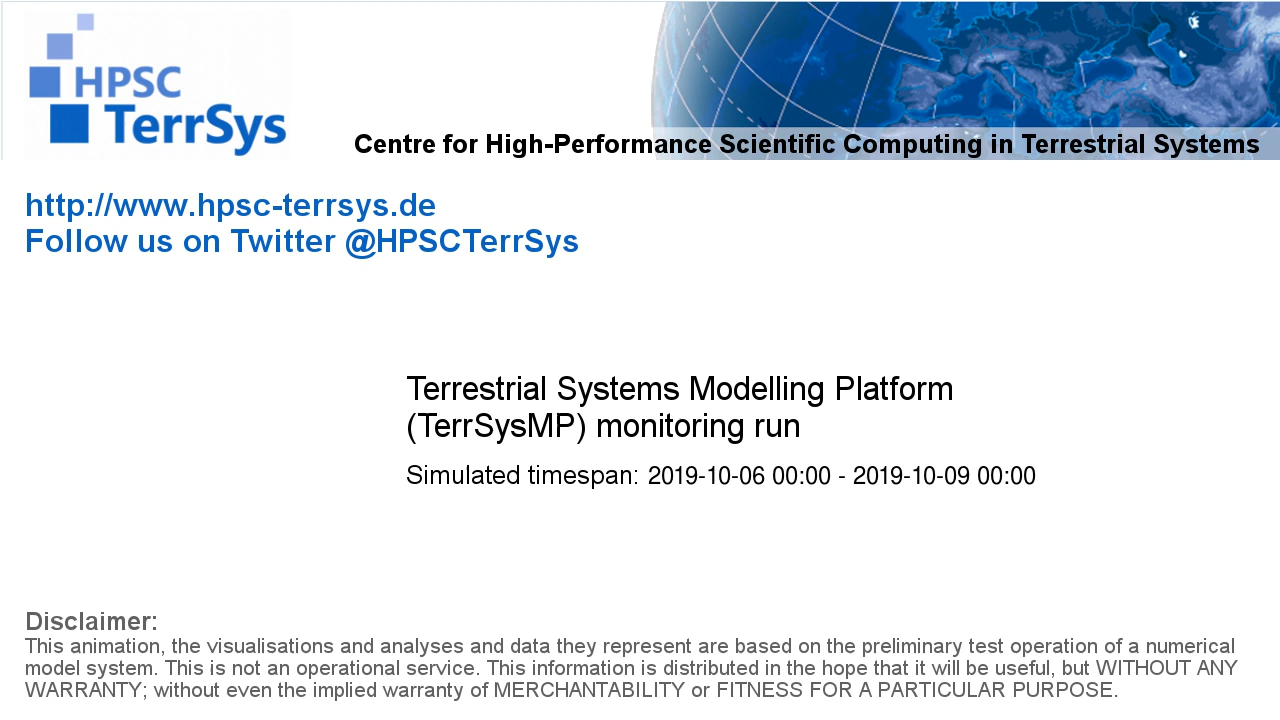 HPSC
TerrSys
Centre for High-Performance Scientific Computing in Terrestrial Systems
http://www.hpsc-terrsys.de
Follow us on Twitter @HPSCTerrSys
Terrestrial Systems Modelling Platform
(TerrSysMP) monitoring run
Simulated timespan: 2019-10-06 00:00 - 2019-10-09 00:00
Disclaimer:
This animation, the visualisations and analyses and data they represent are based on the preliminary test operation of a numerical
model system. This is not an operational service. This information is distributed in the hope that it will be useful, but WITHOUT ANY
WARRANTY; without even the implied warranty of MERCHANTABILITY or FITNESS FOR A PARTICULAR PURPOSE.